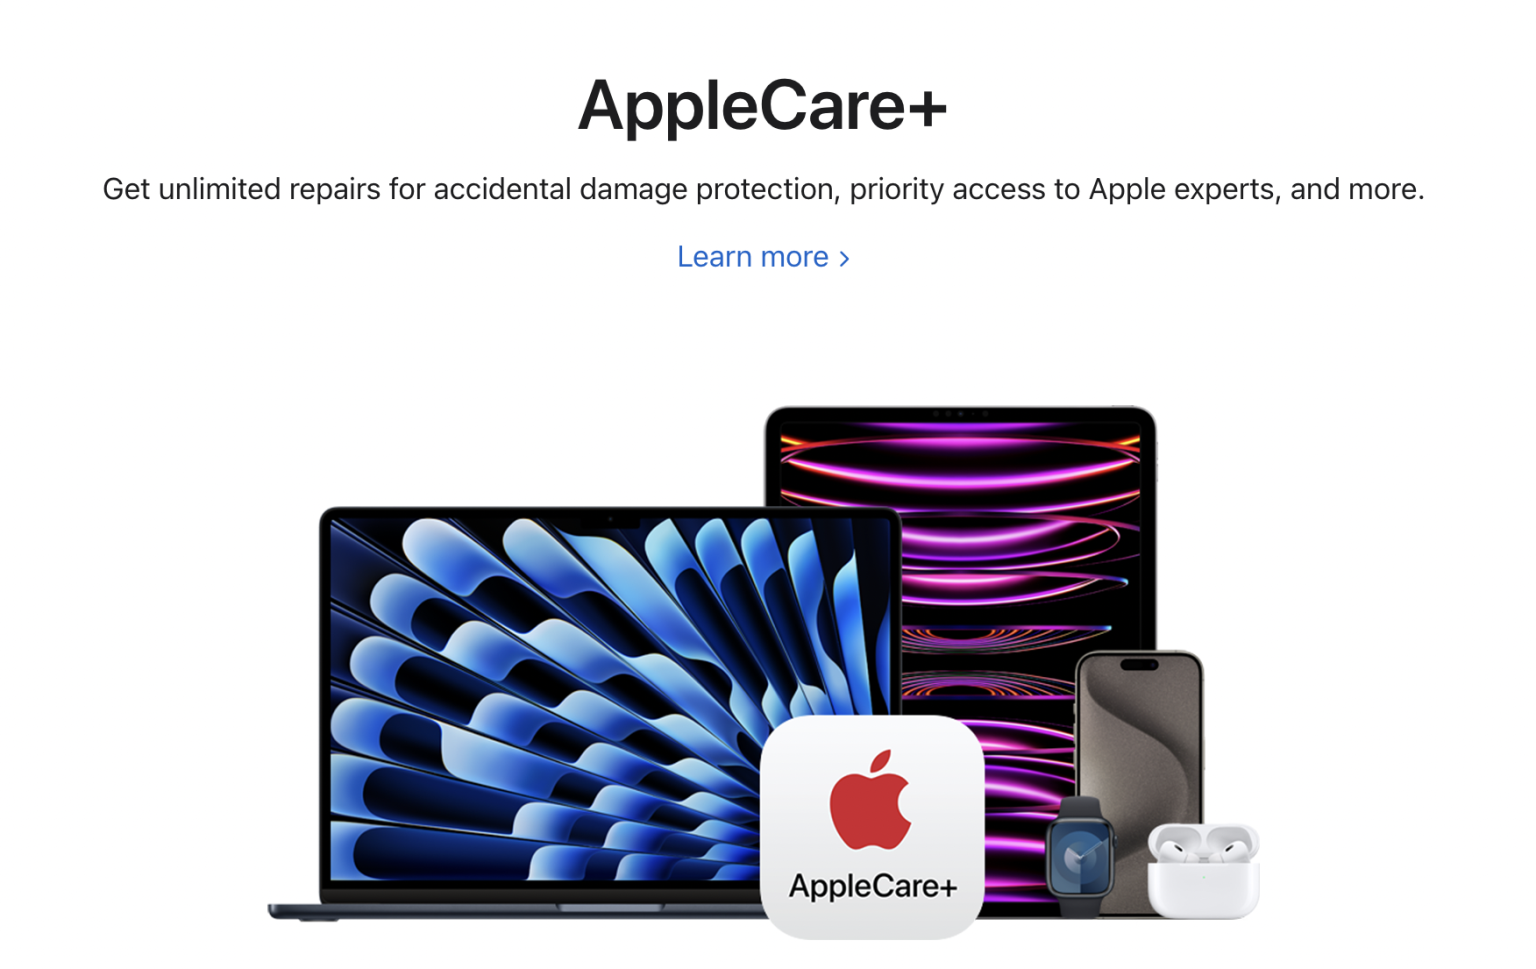 AppleCare+
Get unlimited repairs for accidental damage protection, priority access to Apple experts, and more.
Learn more >
AppleCare+